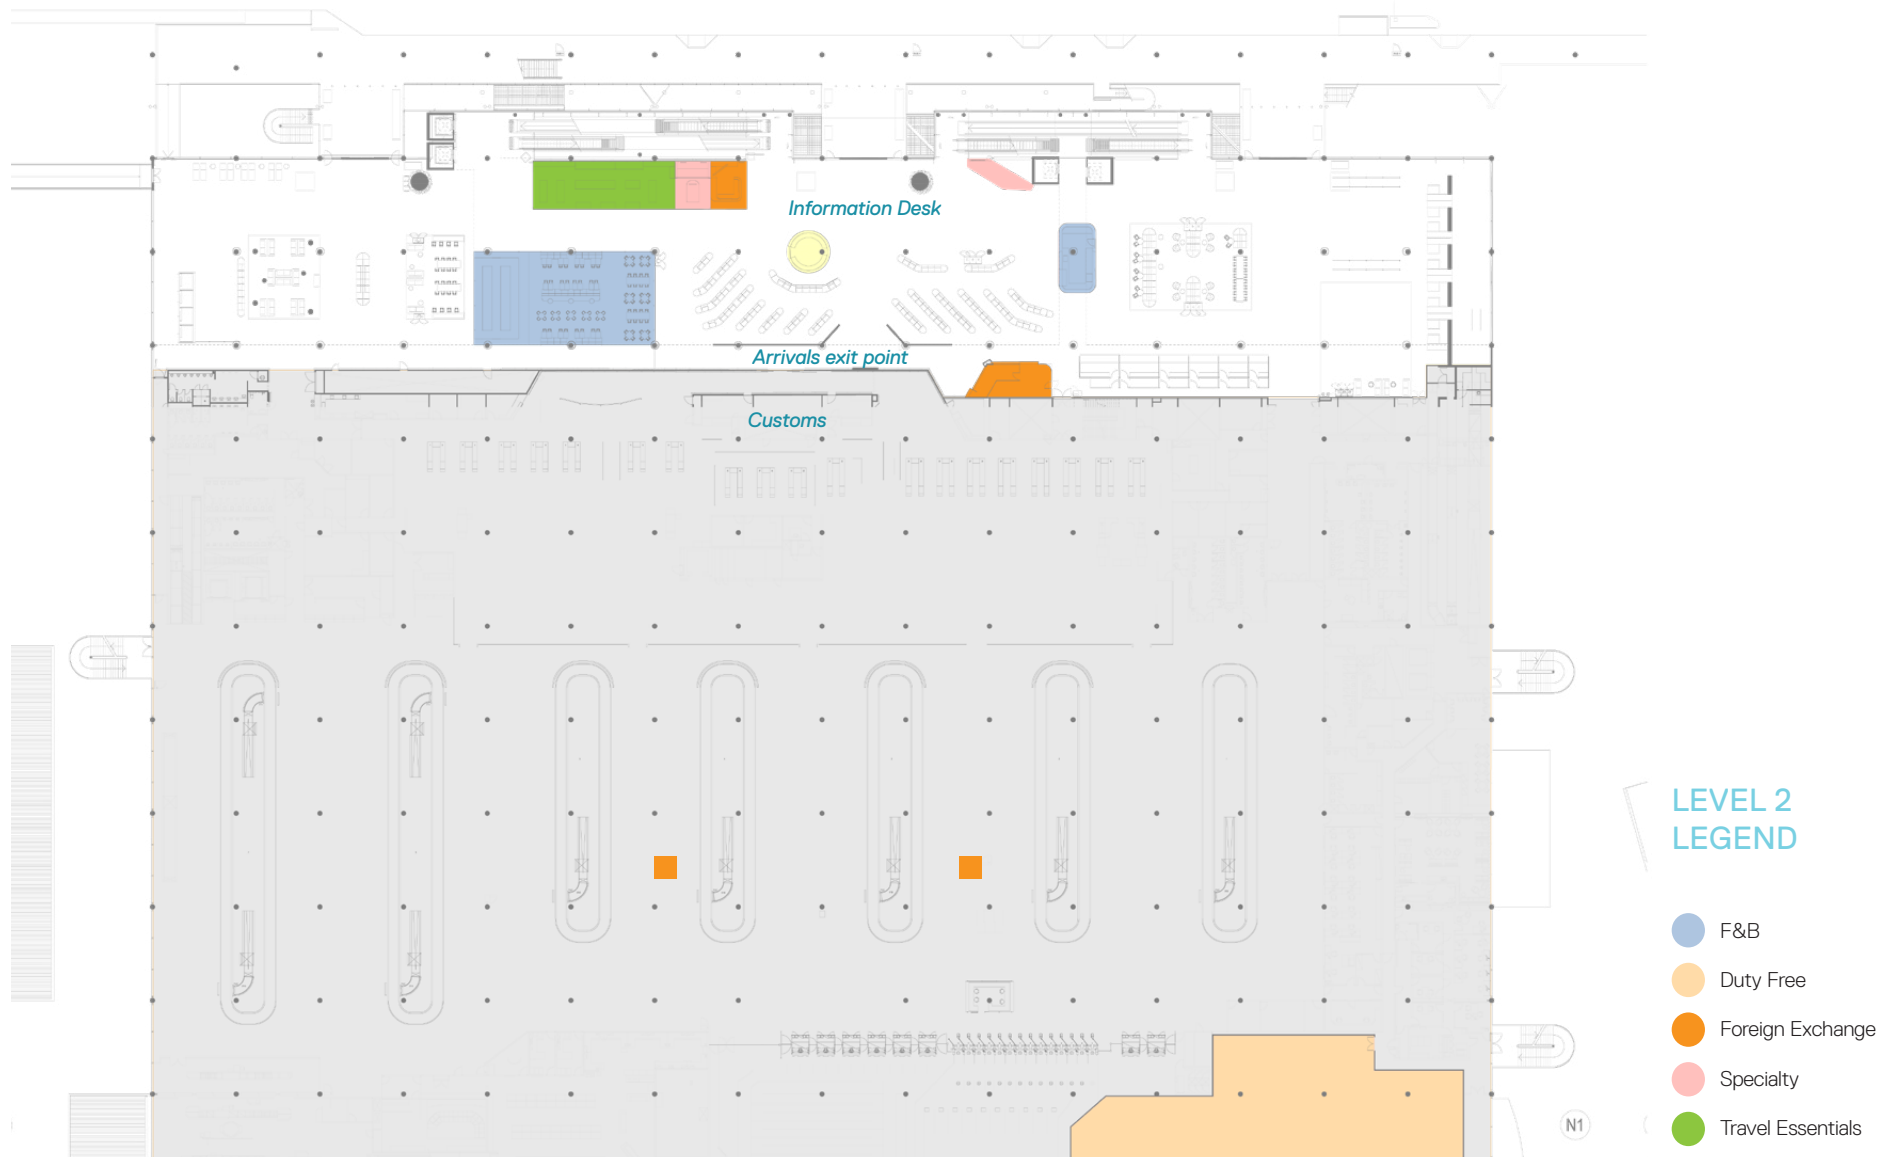 Information Desk
Arrivals exit point
Customs
LEVEL 2
LEGEND
F&B
Duty Free
Foreign Exchange
Specialty
N1
Travel Essentials